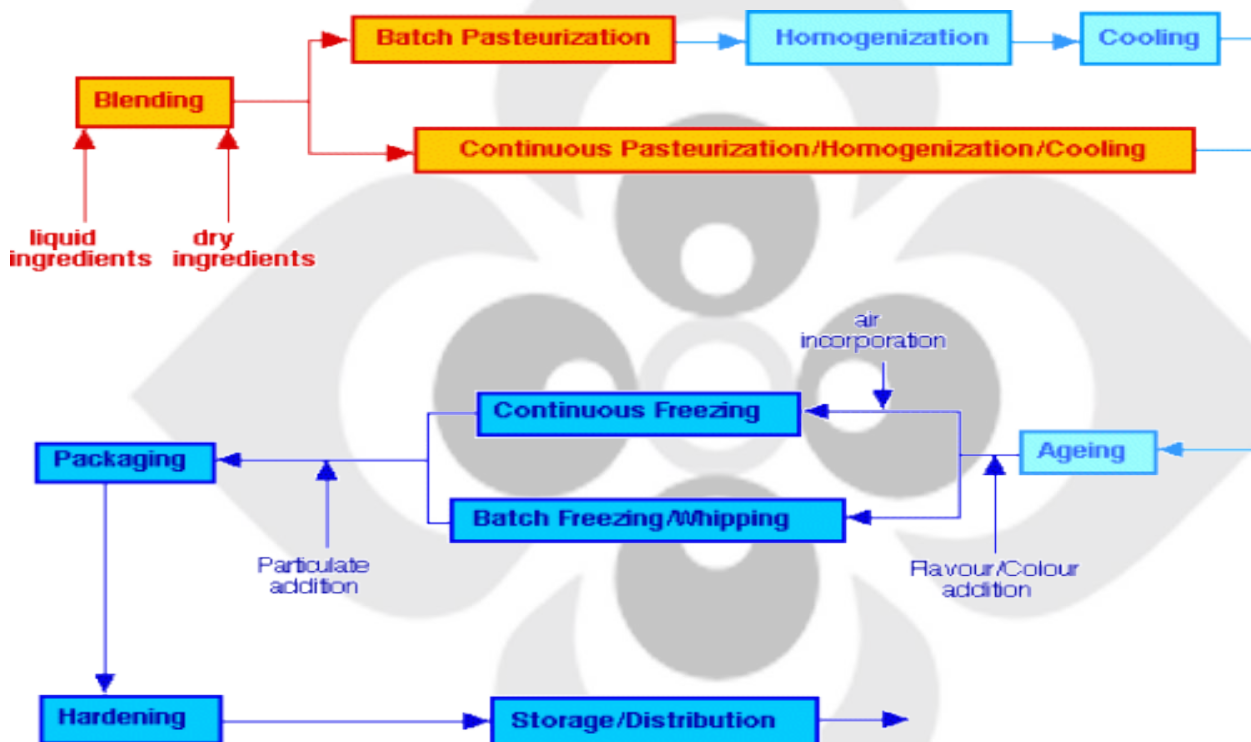 Batch Pasteurization
Homogenization
Cooling
Blending
Continuous Pasteurization/Homogenization/Cooling
liquid
ingredients
dry
ingredients
air
incorporation
Continuous Freezing
Ageing
Packaging
Batch Freezing/Whipping
Particulate
addition
Flavour/Colour
addition
Hardening
Storage/Distribution